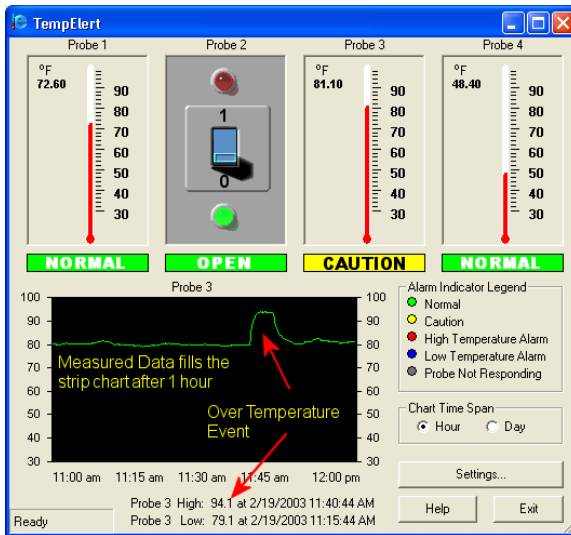 TempElert
Probe 1
Probe 2
Probe 3
Probe 4
°F
72.60
90
80
70
60
50
40
30
1
0
°F
81.10
90
80
70
60
50
40
30
°F
48.40
90
80
70
60
50
40
30
NORMAL
OPEN
CAUTION
NORMAL
Probe 3
100
90
80
70
60
50
40
30
100
90
80
70
60
50
40
30
Measured Data fills the
strip chart after 1 hour
Over Temperature
Event
11:00 am 11:15 am 11:30 am 11:45 am 12:00 pm
Probe 3 High: 94.1 at 2/19/2003 11:40:44 AM
Probe 3 Low: 79.1 at 2/19/2003 11:15:44 AM
Alarm Indicator Legend
Normal
Caution
High Temperature Alarm
Low Temperature Alarm
Probe Not Responding
Chart Time Span
Hour Day
Settings...
Help Exit
Ready